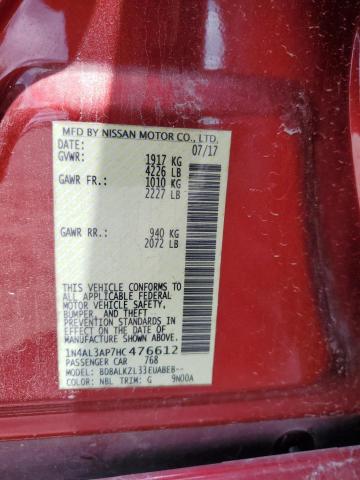 MFD BY NISSAN MOTOR CO., LTD.
DATE: 07/17
GVWR: 1917 KG
4226 LB
GAWR FR: 1010 KG
2227 LB
GAWR RR: 940 KG
2072 LB
THIS VEHICLE CONFORMS TO
ALL APPLICABLE FEDERAL
MOTOR VEHICLE SAFETY,
BUMPER, AND THEFT
PREVENTION STANDARDS IN
EFFECT ON THE DATE OF
MANUFACTURE SHOWN ABOVE.
1N4AL3AP7HC 476612
PASSENGER CAR 768
MODEL: BDBALKZL33EUABEB--
COLOR: NBL TRIM: G 9N00A